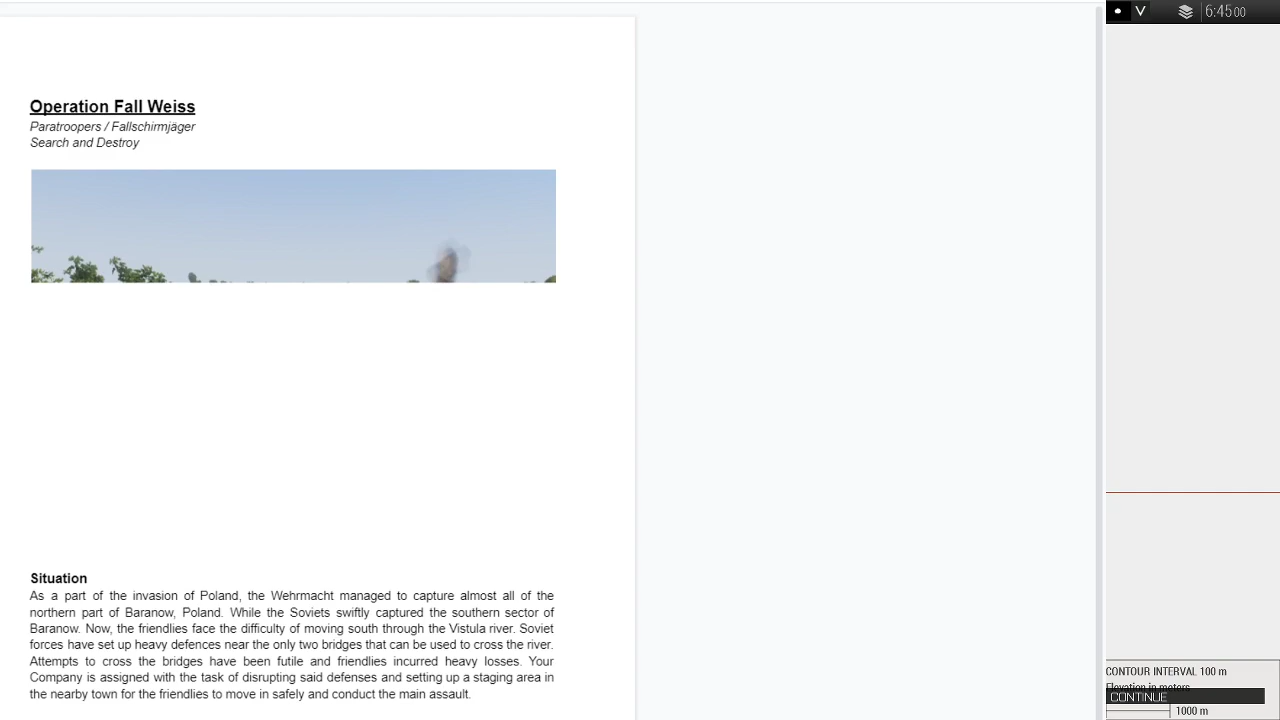 Operation Fall Weiss
Paratroopers / Fallschirmjäger
Search and Destroy
Situation
As a part of the invasion of Poland, the Wehrmacht managed to capture almost all of the
northern part of Baranow, Poland. While the Soviets swiftly captured the southern sector of
Baranow. Now, the friendlies face the difficulty of moving south through the Vistula river. Soviet
forces have set up heavy defences near the only two bridges that can be used to cross the river.
Attempts to cross the bridges have been futile and friendlies incurred heavy losses. Your
Company is assigned with the task of disrupting said defenses and setting up a staging area in
the nearby town for the friendlies to move in safely and conduct the main assault.
6:45 00
CONTOUR INTERVAL 100 m
Elevation in meters
CONTINUE
1000 m